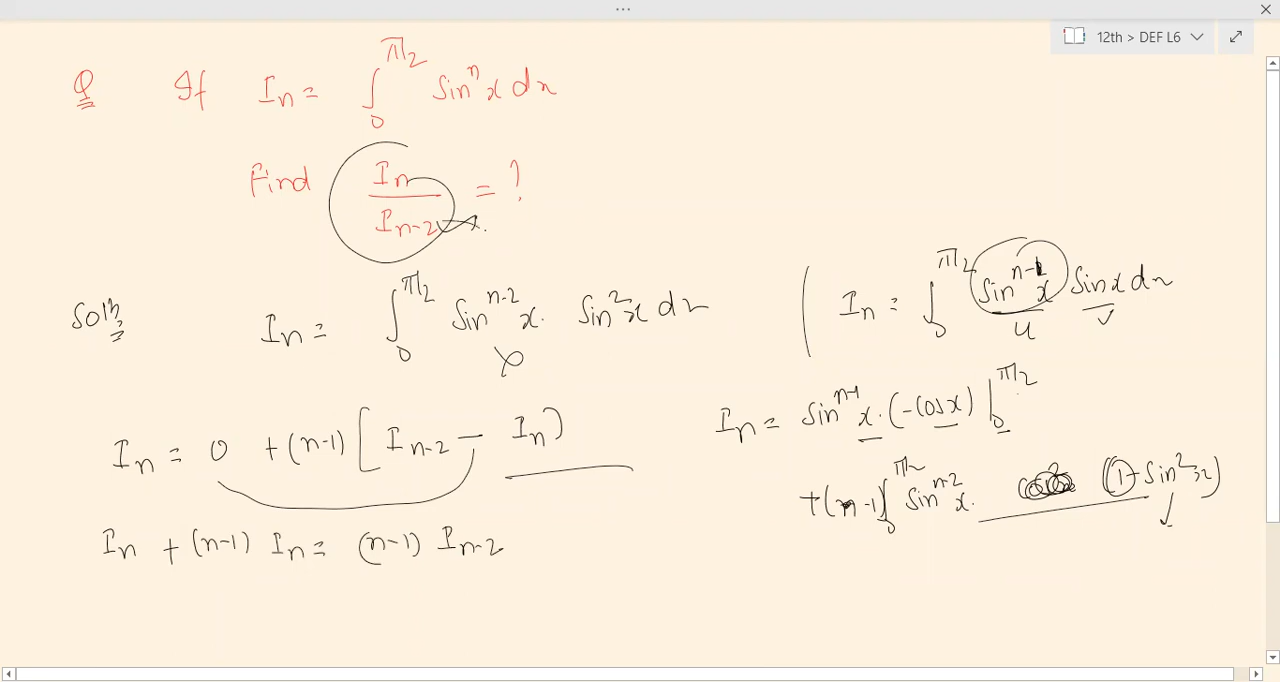 12th > DEF L6
Q If Iₙ = ∫₀^(π/2) sinⁿx dx
Find Iₙ / Iₙ₋₂ = ?
Solⁿ: Iₙ = ∫₀^(π/2) sinⁿ⁻²x. sin²x dx
Iₙ = 0 + (n-1) [Iₙ₋₂ - Iₙ)
Iₙ + (n-1) Iₙ = (n-1) Iₙ₋₂
Iₙ = ∫₀^(π/2) sinⁿ⁻¹x sinx dx
u v
Iₙ = sinⁿ⁻¹x. (-cosx) |₀^(π/2)
+(n-1)∫₀^(π/2) sinⁿ⁻²x. (1-sin²x)